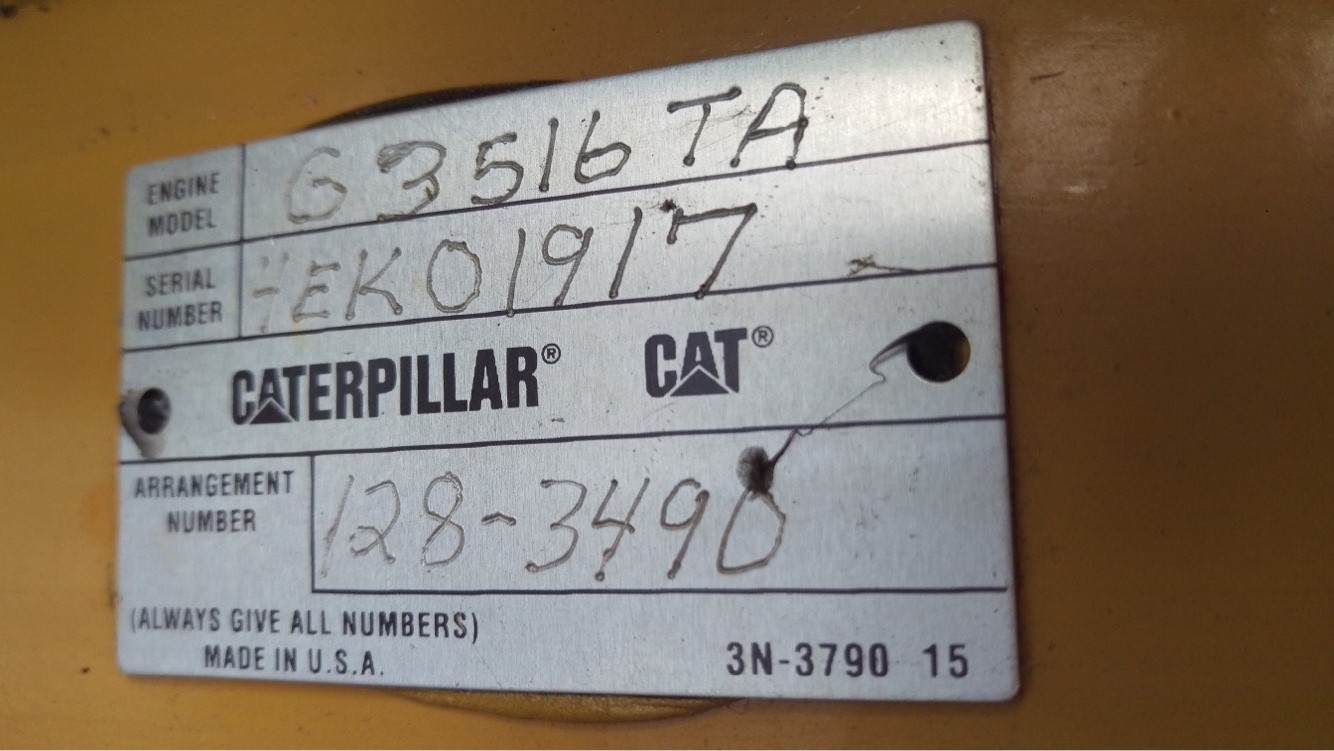 ENGINE MODEL G3516 TA
SERIAL NUMBER 4EK01917
CATERPILLAR® CAT®
ARRANGEMENT NUMBER 128-3490
(ALWAYS GIVE ALL NUMBERS)
MADE IN U.S.A. 3N-3790 15